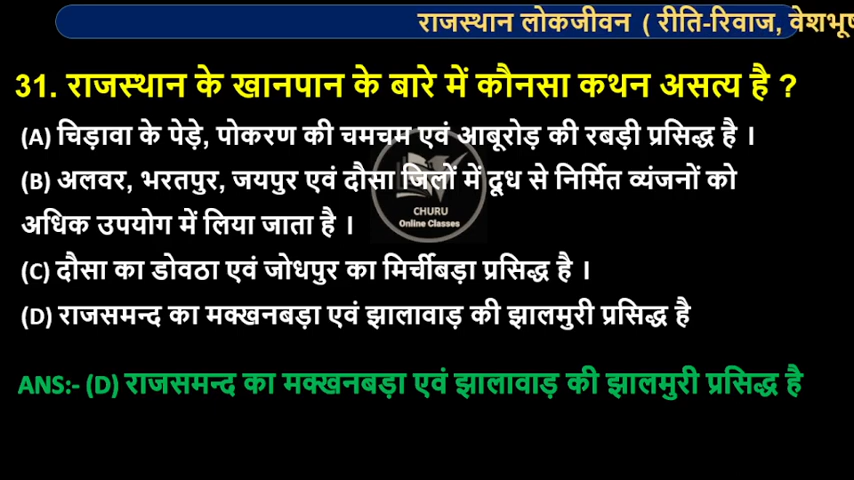 राजस्थान लोकजीवन ( रीति-रिवाज, वेशभूष
31. राजस्थान के खानपान के बारे में कौनसा कथन असत्य है ?
(A) चिड़ावा के पेड़े, पोकरण की चमचम एवं आबूरोड़ की रबड़ी प्रसिद्ध है ।
(B) अलवर, भरतपुर, जयपुर एवं दौसा जिलों में दूध से निर्मित व्यंजनों को
अधिक उपयोग में लिया जाता है ।
CHURU
Online Classes
(C) दौसा का डोवठा एवं जोधपुर का मिर्चीबड़ा प्रसिद्ध है ।
(D) राजसमन्द का मक्खनबड़ा एवं झालावाड़ की झालमुरी प्रसिद्ध है
ANS:- (D) राजसमन्द का मक्खनबड़ा एवं झालावाड़ की झालमुरी प्रसिद्ध है